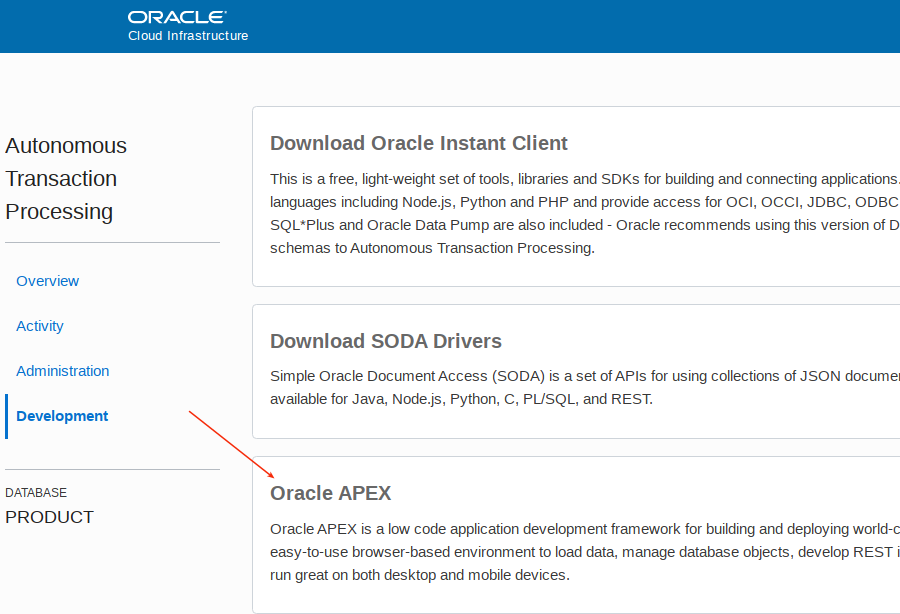 ORACLE
Cloud Infrastructure
Autonomous
Transaction
Processing
Overview
Activity
Administration
Development
DATABASE
PRODUCT
Download Oracle Instant Client
This is a free, light-weight set of tools, libraries and SDKs for building and connecting applications.
languages including Node.js, Python and PHP and provide access for OCI, OCCI, JDBC, ODBC
SQL*Plus and Oracle Data Pump are also included - Oracle recommends using this version of D
schemas to Autonomous Transaction Processing.
Download SODA Drivers
Simple Oracle Document Access (SODA) is a set of APIs for using collections of JSON docume
available for Java, Node.js, Python, C, PL/SQL, and REST.
Oracle APEX
Oracle APEX is a low code application development framework for building and deploying world-c
easy-to-use browser-based environment to load data, manage database objects, develop REST i
run great on both desktop and mobile devices.